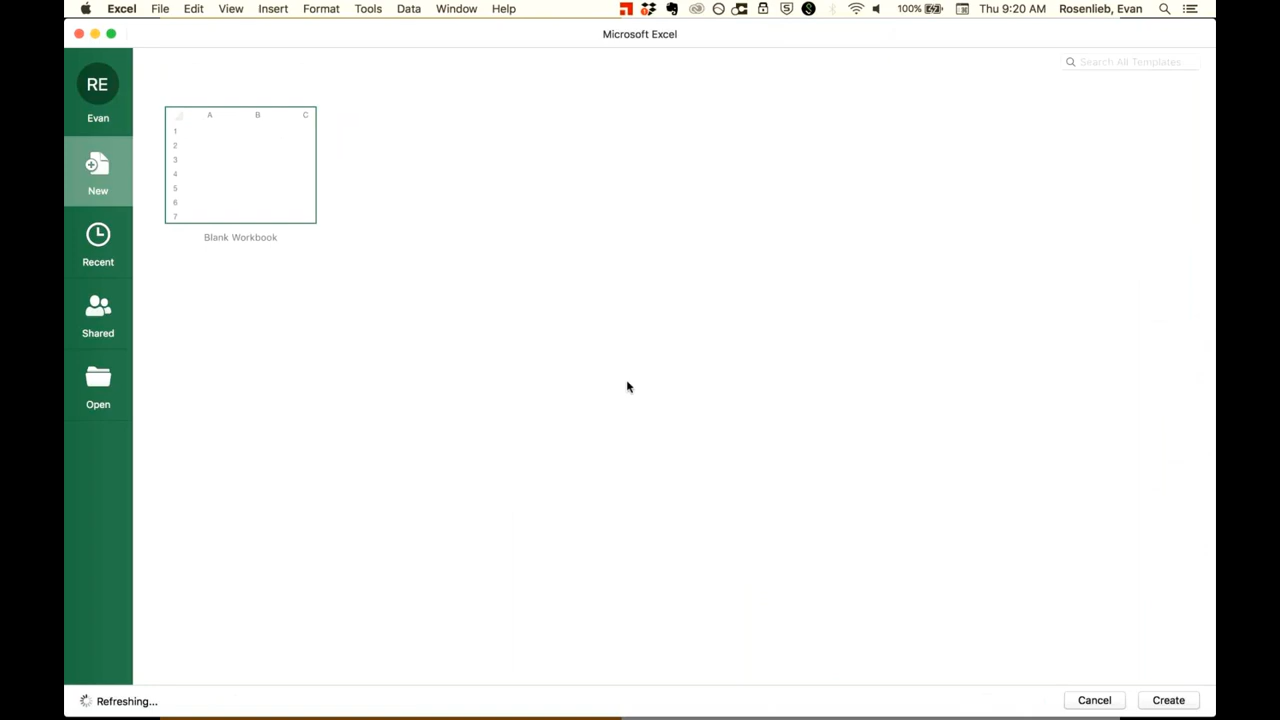 Excel File Edit View Insert Format Tools Data Window Help 100% Thu 9:20 AM Rosenlieb, Evan
Microsoft Excel
Search All Templates
RE
Evan
New
Recent
Shared
Open
A B C
1
2
3
4
5
6
7
Blank Workbook
Refreshing...
Cancel Create